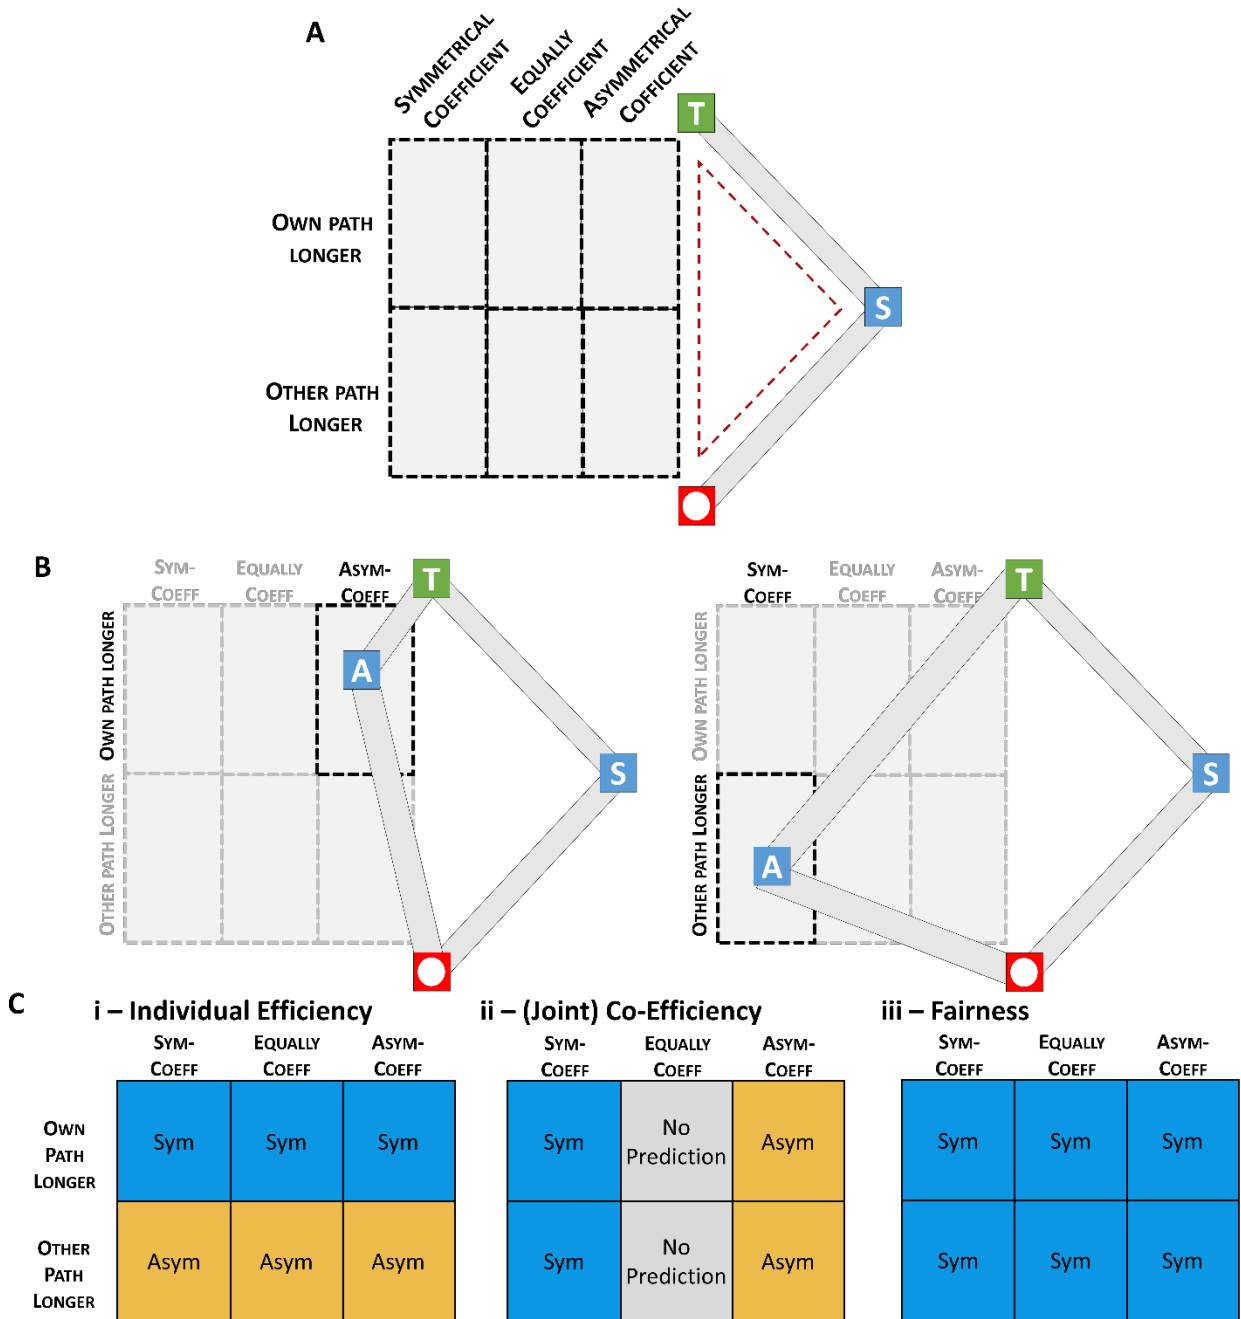 A
SYMMETRICAL
COEFFICIENT
EQUALLY
COEFFICIENT
ASYMMETRICAL
COFFICIENT
T
OWN PATH
LONGER
S
OTHER PATH
LONGER
B
SYM-
COEFF
EQUALLY
COEFF
ASYM-
COEFF
T
OWN PATH LONGER
A
S
OTHER PATH LONGER
SYM-
COEFF
EQUALLY
COEFF
ASYM-
COEFF
T
OWN PATH LONGER
S
OTHER PATH LONGER
A
C
i – Individual Efficiency
SYM-
COEFF
EQUALLY
COEFF
ASYM-
COEFF
OWN
PATH
LONGER
Sym
Sym
Sym
OTHER
PATH
LONGER
Asym
Asym
Asym
ii – (Joint) Co-Efficiency
SYM-
COEFF
EQUALLY
COEFF
ASYM-
COEFF
Sym
No
Prediction
Asym
Sym
No
Prediction
Asym
iii – Fairness
SYM-
COEFF
EQUALLY
COEFF
ASYM-
COEFF
Sym
Sym
Sym
Sym
Sym
Sym